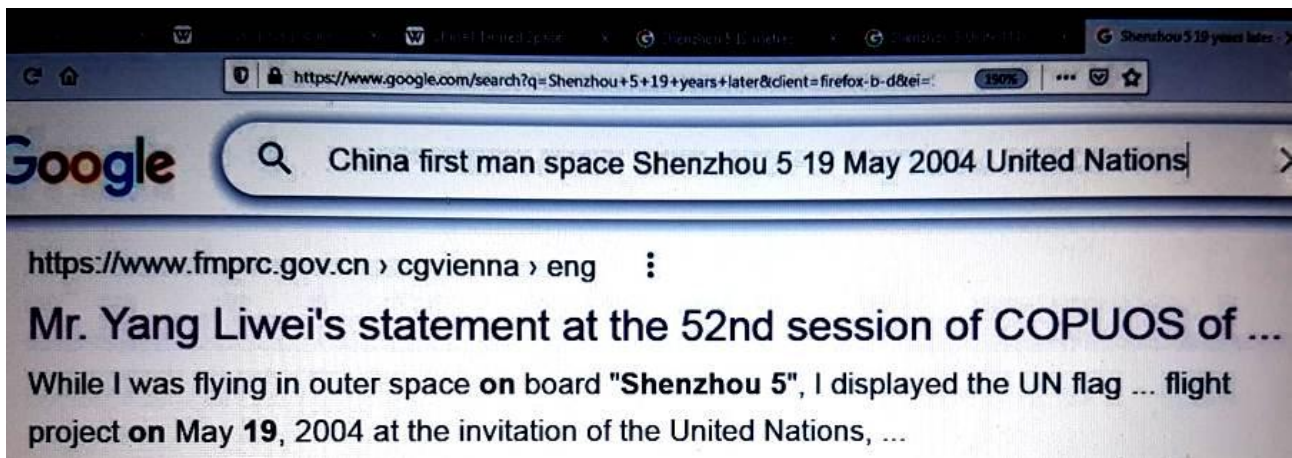 Shenzhou 5 19 years later
https://www.google.com/search?q=Shenzhou+5+19+years+later&client=firefox-b-d&ei=
190%
Google
China first man space Shenzhou 5 19 May 2004 United Nations
https://www.fmprc.gov.cn › cgvienna › eng
Mr. Yang Liwei's statement at the 52nd session of COPUOS of ...
While I was flying in outer space on board "Shenzhou 5", I displayed the UN flag ... flight
project on May 19, 2004 at the invitation of the United Nations, ...